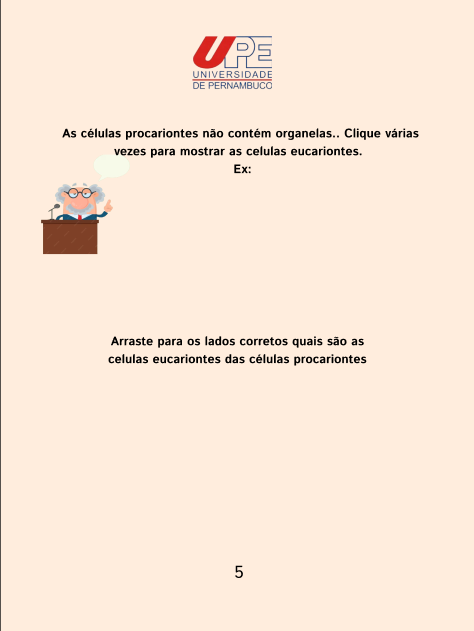 UPE
UNIVERSIDADE
DE PERNAMBUCO
As células procariontes não contém organelas.. Clique várias
vezes para mostrar as celulas eucariontes.
Ex:
Arraste para os lados corretos quais são as
celulas eucariontes das células procariontes
5